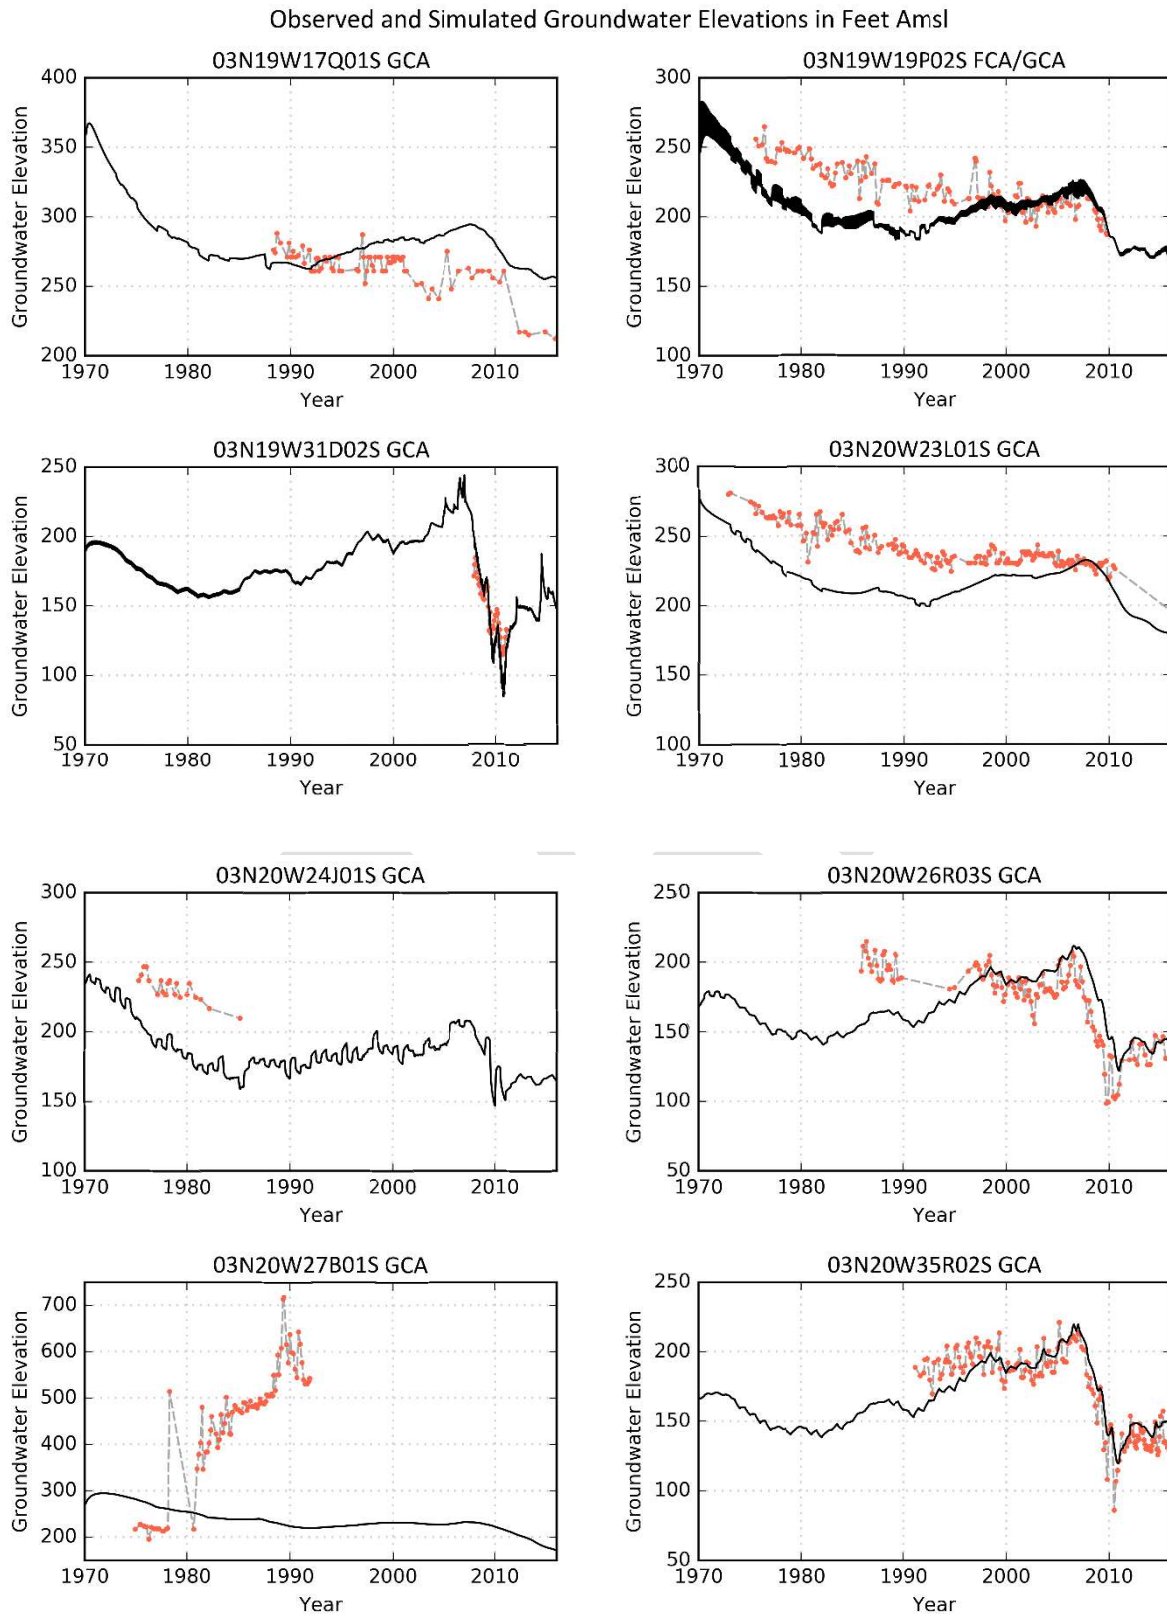 Observed and Simulated Groundwater Elevations in Feet Amsl
03N19W17Q01S GCA
400
350
300
250
200
Groundwater Elevation
1970 1980 1990 2000 2010
Year
03N19W19P02S FCA/GCA
300
250
200
150
100
Groundwater Elevation
1970 1980 1990 2000 2010
Year
03N19W31D02S GCA
250
200
150
100
50
Groundwater Elevation
1970 1980 1990 2000 2010
Year
03N20W23L01S GCA
300
250
200
150
100
Groundwater Elevation
1970 1980 1990 2000 2010
Year
03N20W24J01S GCA
300
250
200
150
100
Groundwater Elevation
1970 1980 1990 2000 2010
Year
03N20W26R03S GCA
250
200
150
100
50
Groundwater Elevation
1970 1980 1990 2000 2010
Year
03N20W27B01S GCA
700
600
500
400
300
200
Groundwater Elevation
1970 1980 1990 2000 2010
Year
03N20W35R02S GCA
250
200
150
100
50
Groundwater Elevation
1970 1980 1990 2000 2010
Year